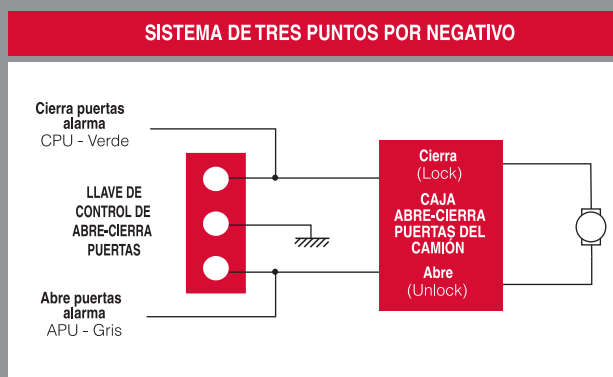 SISTEMA DE TRES PUNTOS POR NEGATIVO
Cierra puertas
alarma
CPU - Verde
LLAVE DE
CONTROL DE
ABRE-CIERRA
PUERTAS
Abre puertas
alarma
APU - Gris
Cierra
(Lock)
CAJA
ABRE-CIERRA
PUERTAS DEL
CAMIÓN
Abre
(Unlock)